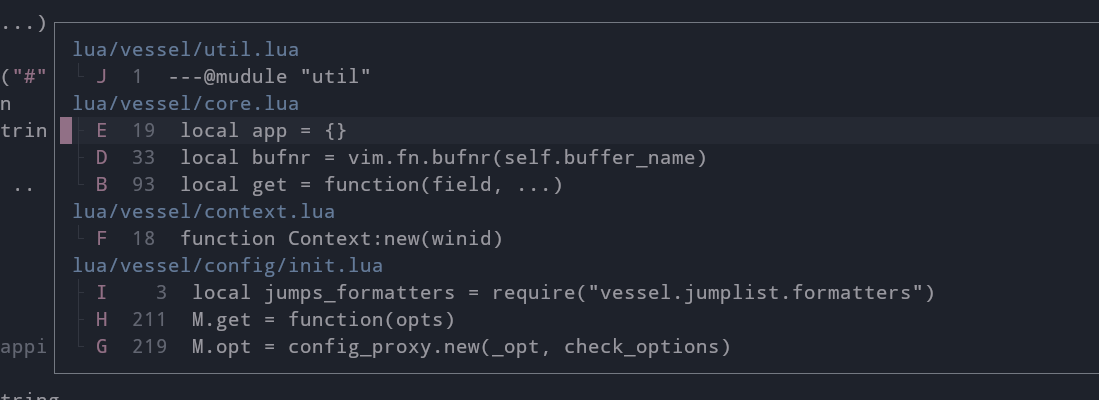 ...)
lua/vessel/util.lua
("#"
J 1 ---@mudule "util"
n
lua/vessel/core.lua
trin
E 19 local app = {}
D 33 local bufnr = vim.fn.bufnr(self.buffer_name)
..
B 93 local get = function(field, ...)
lua/vessel/context.lua
F 18 function Context:new(winid)
lua/vessel/config/init.lua
I 3 local jumps_formatters = require("vessel.jumplist.formatters")
H 211 M.get = function(opts)
appi
G 219 M.opt = config_proxy.new(_opt, check_options)
tring